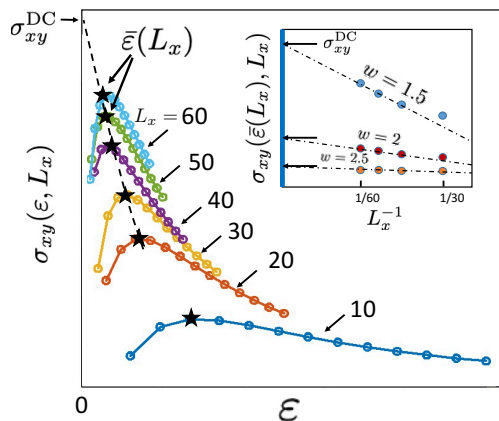 σ_xy^DC
ε̄(L_x)
L_x = 60
50
40
30
20
10
σ_xy(ε, L_x)
0
ε
σ_xy^DC
w = 1.5
w = 2
w = 2.5
σ_xy(ε̄(L_x), L_x)
1/60
1/30
L_x^-1